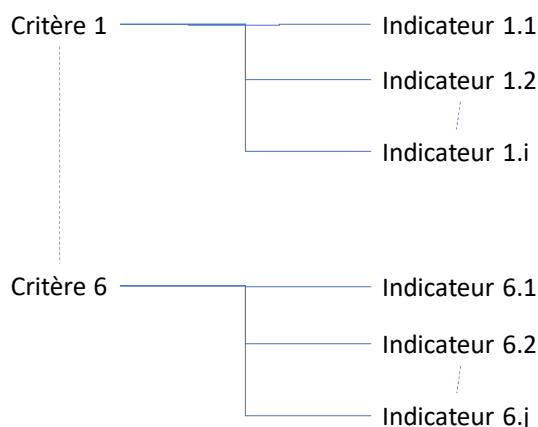 Critère 1
Indicateur 1.1
Indicateur 1.2
Indicateur 1.i
Critère 6
Indicateur 6.1
Indicateur 6.2
Indicateur 6.j